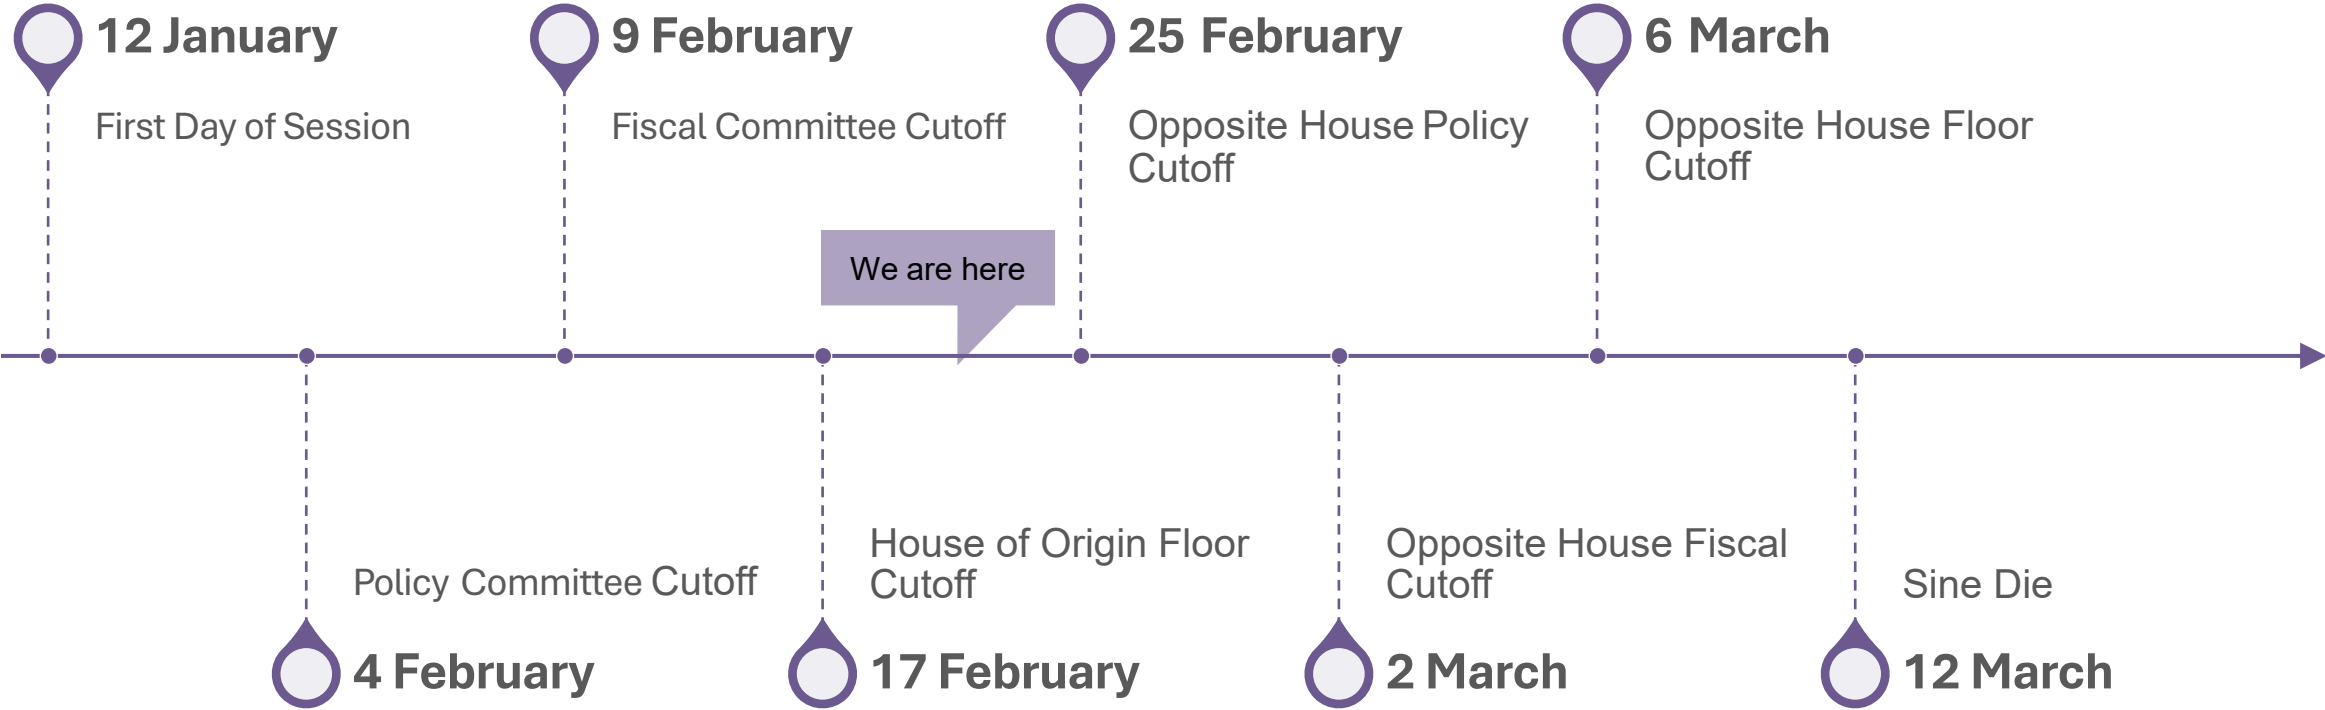 12 January
First Day of Session
9 February
Fiscal Committee Cutoff
25 February
Opposite House Policy
Cutoff
6 March
Opposite House Floor
Cutoff
We are here
Policy Committee Cutoff
4 February
House of Origin Floor
Cutoff
17 February
Opposite House Fiscal
Cutoff
2 March
Sine Die
12 March